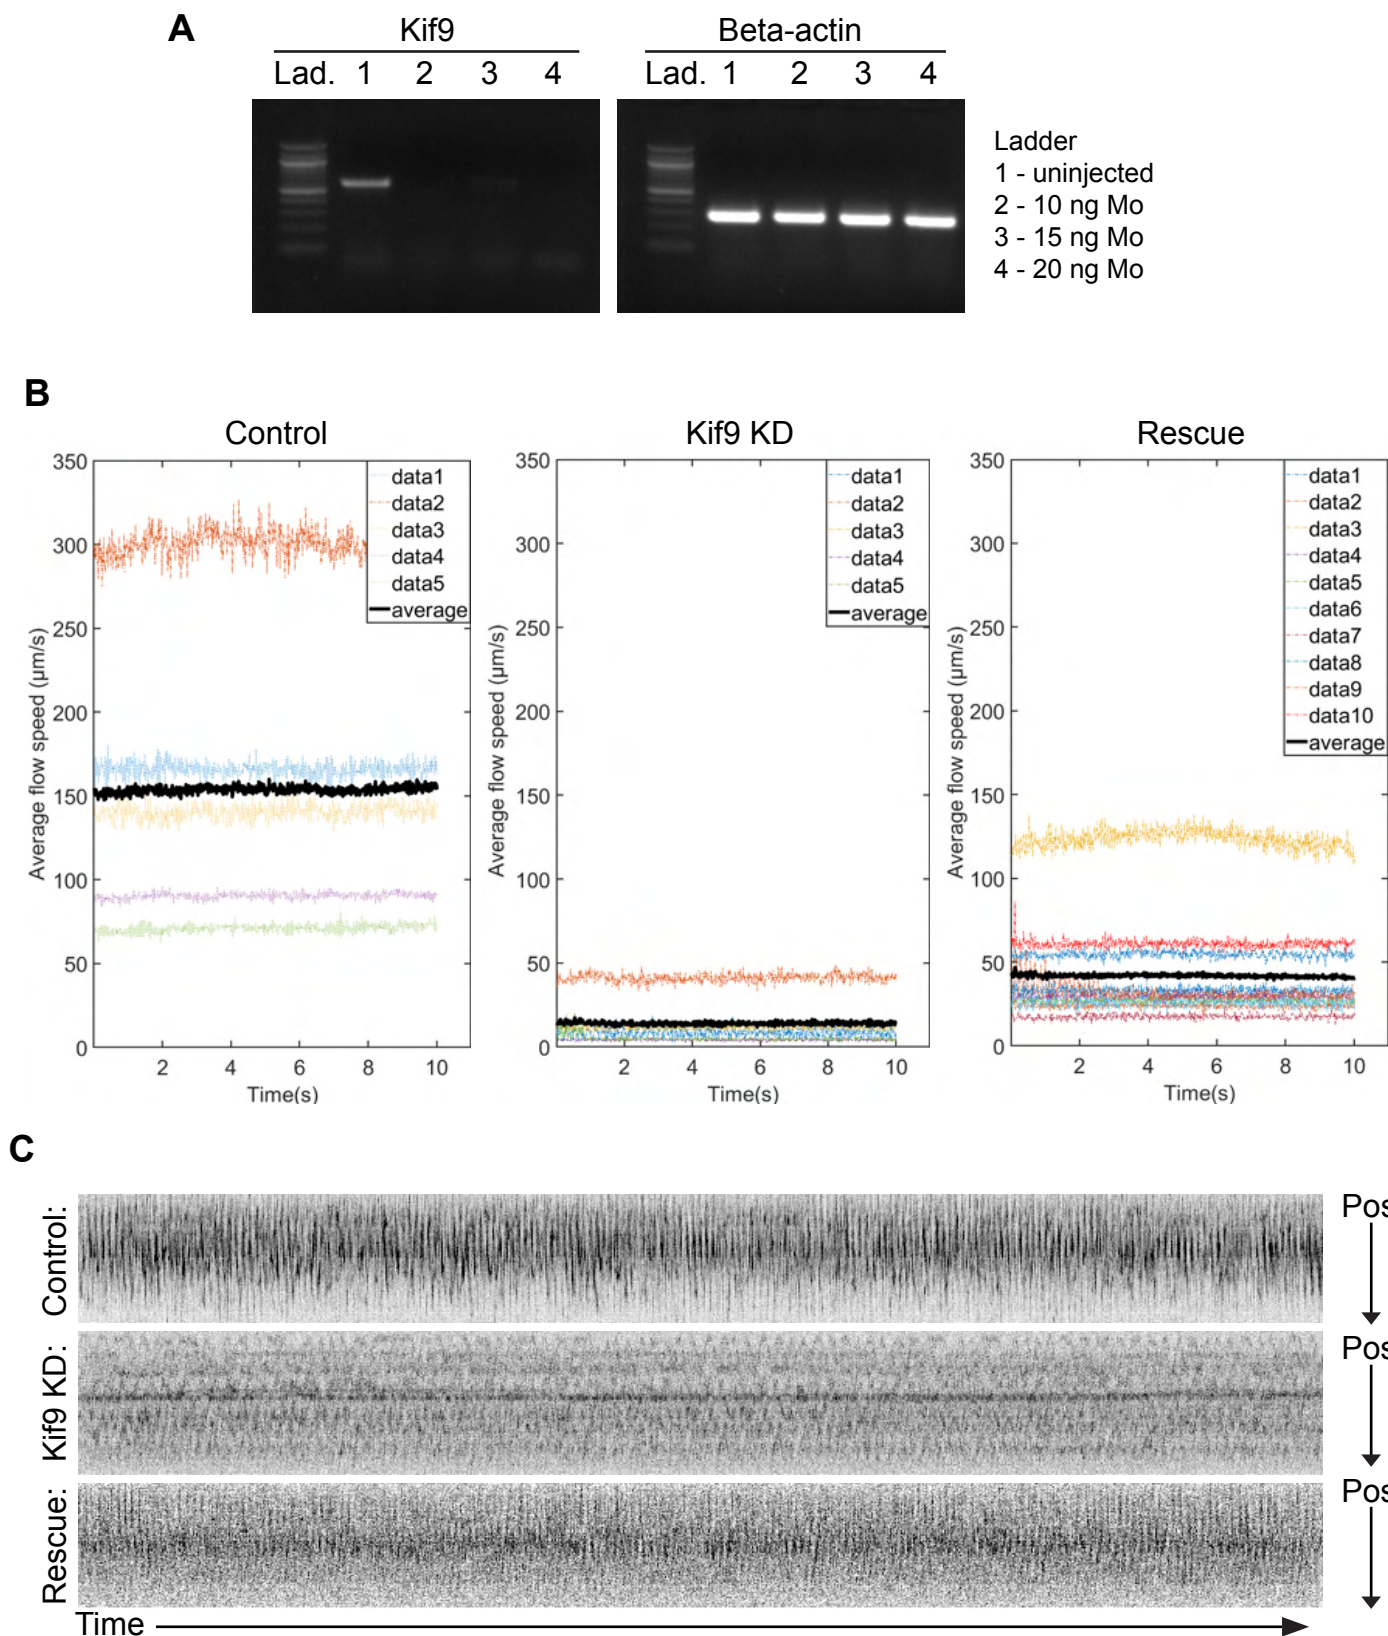 A
Kif9
Beta-actin
Lad. 1 2 3 4
Lad. 1 2 3 4
Ladder
1 - uninjected
2 - 10 ng Mo
3 - 15 ng Mo
4 - 20 ng Mo
B
Control
350
300
250
200
150
100
50
0
2 4 6 8 10
Average flow speed (µm/s)
Time(s)
data1
data2
data3
data4
data5
average
Kif9 KD
350
300
250
200
150
100
50
0
2 4 6 8 10
Average flow speed (µm/s)
Time(s)
data1
data2
data3
data4
data5
average
Rescue
350
300
250
200
150
100
50
0
2 4 6 8 10
Average flow speed (µm/s)
Time(s)
data1
data2
data3
data4
data5
data6
data7
data8
data9
data10
average
C
Control:
Pos
Kif9 KD:
Pos
Rescue:
Pos
Time